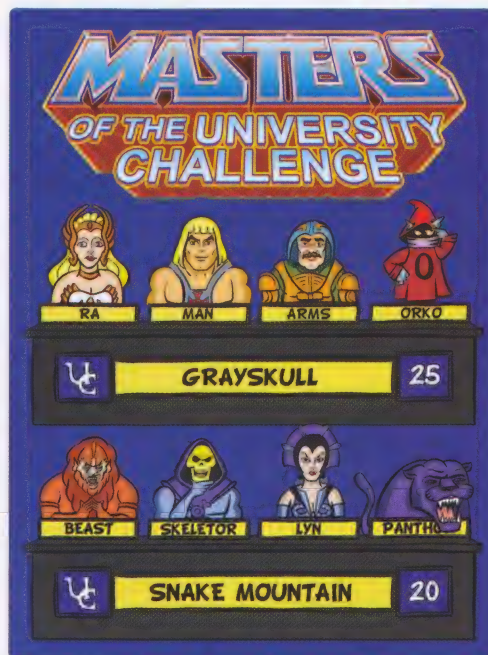 MASTERS
OF THE UNIVERSITY
CHALLENGE
RA MAN ARMS ORKO
UC GRAYSKULL 25
BEAST SKELETOR LYN PANTHO
UC SNAKE MOUNTAIN 20